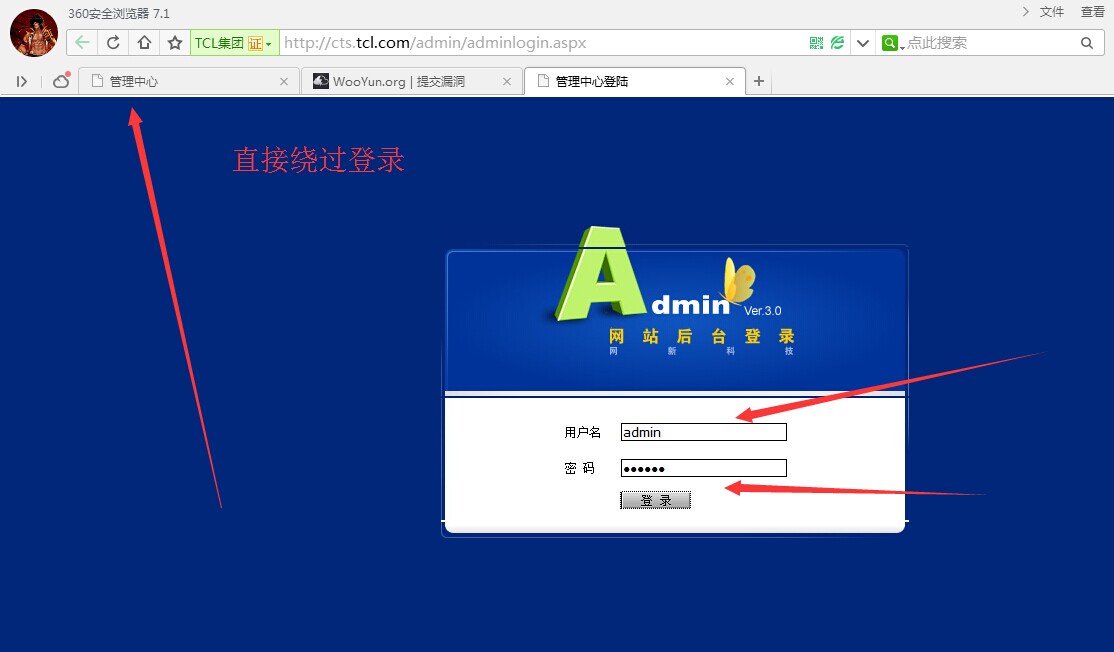 360安全浏览器 7.1
文件 查看
TCL集团 证 http://cts.tcl.com/admin/adminlogin.aspx 点此搜索
管理中心 WooYun.org | 提交漏洞 管理中心登陆
直接绕过登录
Admin Ver.3.0
网站后台登录
网新科技
用户名 admin
密 码 ●●●●●●
登 录